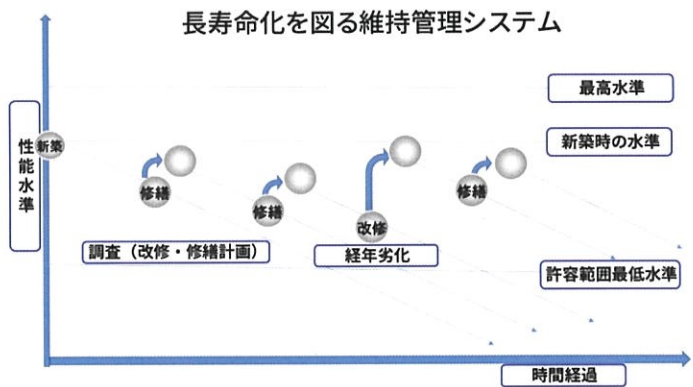 長寿命化を図る維持管理システム
最高水準
新築時の水準
性能水準
新築
修繕
修繕
改修
修繕
調査（改修・修繕計画）
経年劣化
許容範囲最低水準
時間経過